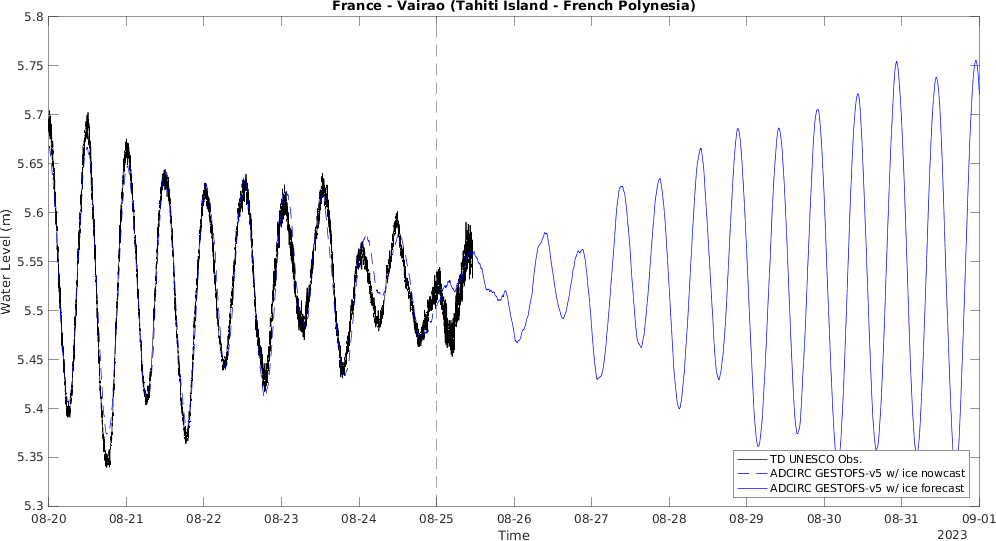 France - Vairao (Tahiti Island - French Polynesia)
5.8
5.75
5.7
5.65
5.6
5.55
5.5
5.45
5.4
5.35
5.3
Water Level (m)
TD UNESCO Obs.
ADCIRC GESTOFS-v5 w/ ice nowcast
ADCIRC GESTOFS-v5 w/ ice forecast
08-20 08-21 08-22 08-23 08-24 08-25 08-26 08-27 08-28 08-29 08-30 08-31 09-01
Time
2023